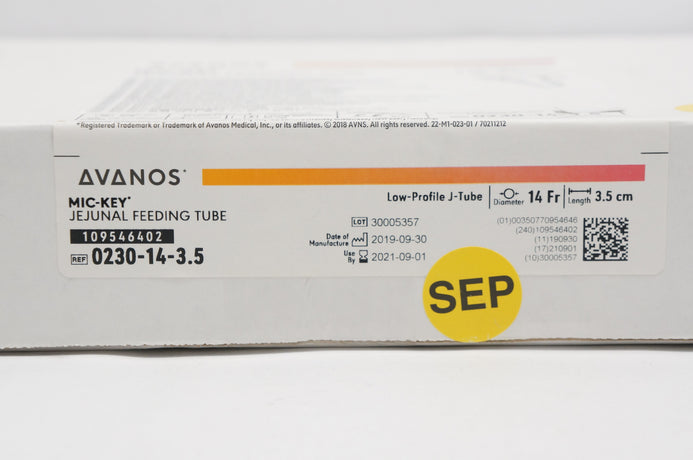 *Registered Trademark or Trademark of Avanos Medical, Inc., or its affiliates. © 2018 AVNS. All rights reserved. 22-M1-023-01 / 70211212
AVANOS*
MIC-KEY*
JEJUNAL FEEDING TUBE
109546402
REF 0230-14-3.5
Low-Profile J-Tube
Diameter 14 Fr
Length 3.5 cm
LOT 30005357
Date of Manufacture 2019-09-30
Use By 2021-09-01
(01)00350770954646
(240)109546402
(11)190930
(17)210901
(10)30005357
SEP